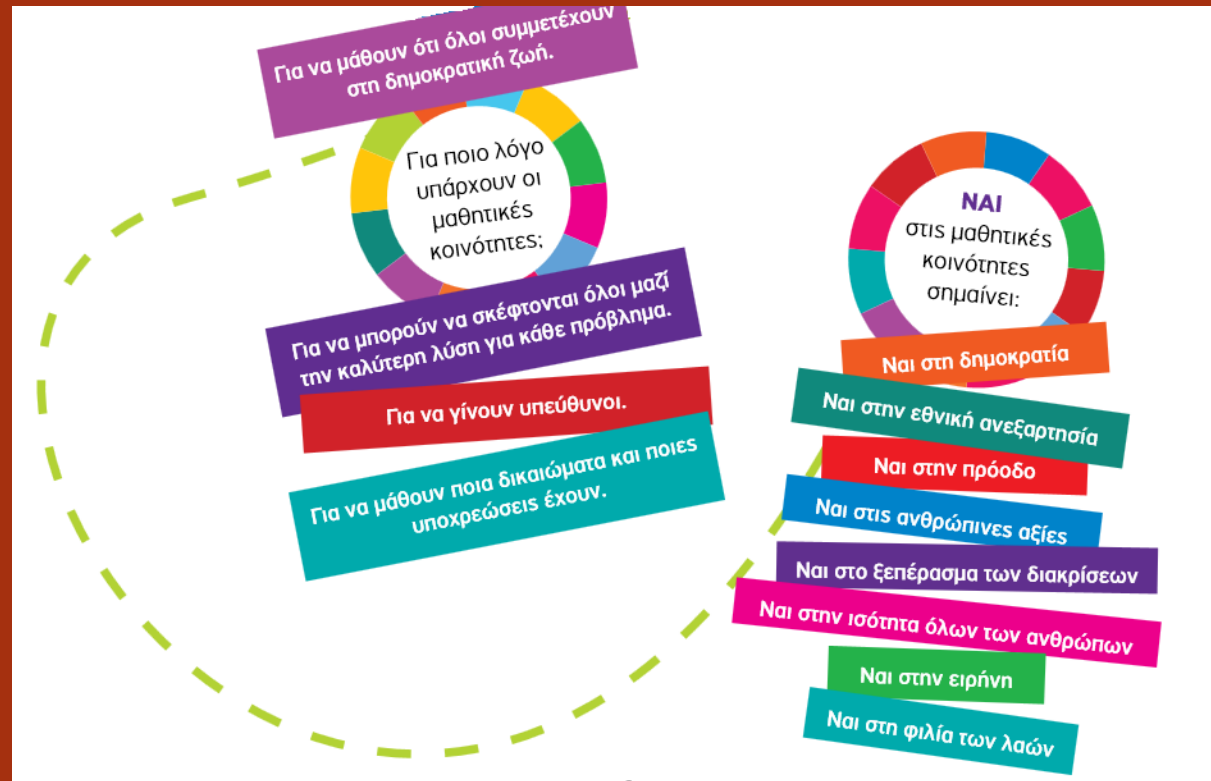 Για να μάθουν ότι όλοι συμμετέχουν
στη δημοκρατική ζωή.
Για ποιο λόγο
υπάρχουν οι
μαθητικές
κοινότητες;
Για να μπορούν να σκέφτονται όλοι μαζί
την καλύτερη λύση για κάθε πρόβλημα.
Για να γίνουν υπεύθυνοι.
Για να μάθουν ποια δικαιώματα και ποιες
υποχρεώσεις έχουν.
ΝΑΙ
στις μαθητικές
κοινότητες
σημαίνει:
Ναι στη δημοκρατία
Ναι στην εθνική ανεξαρτησία
Ναι στην πρόοδο
Ναι στις ανθρώπινες αξίες
Ναι στο ξεπέρασμα των διακρίσεων
Ναι στην ισότητα όλων των ανθρώπων
Ναι στην ειρήνη
Ναι στη φιλία των λαών